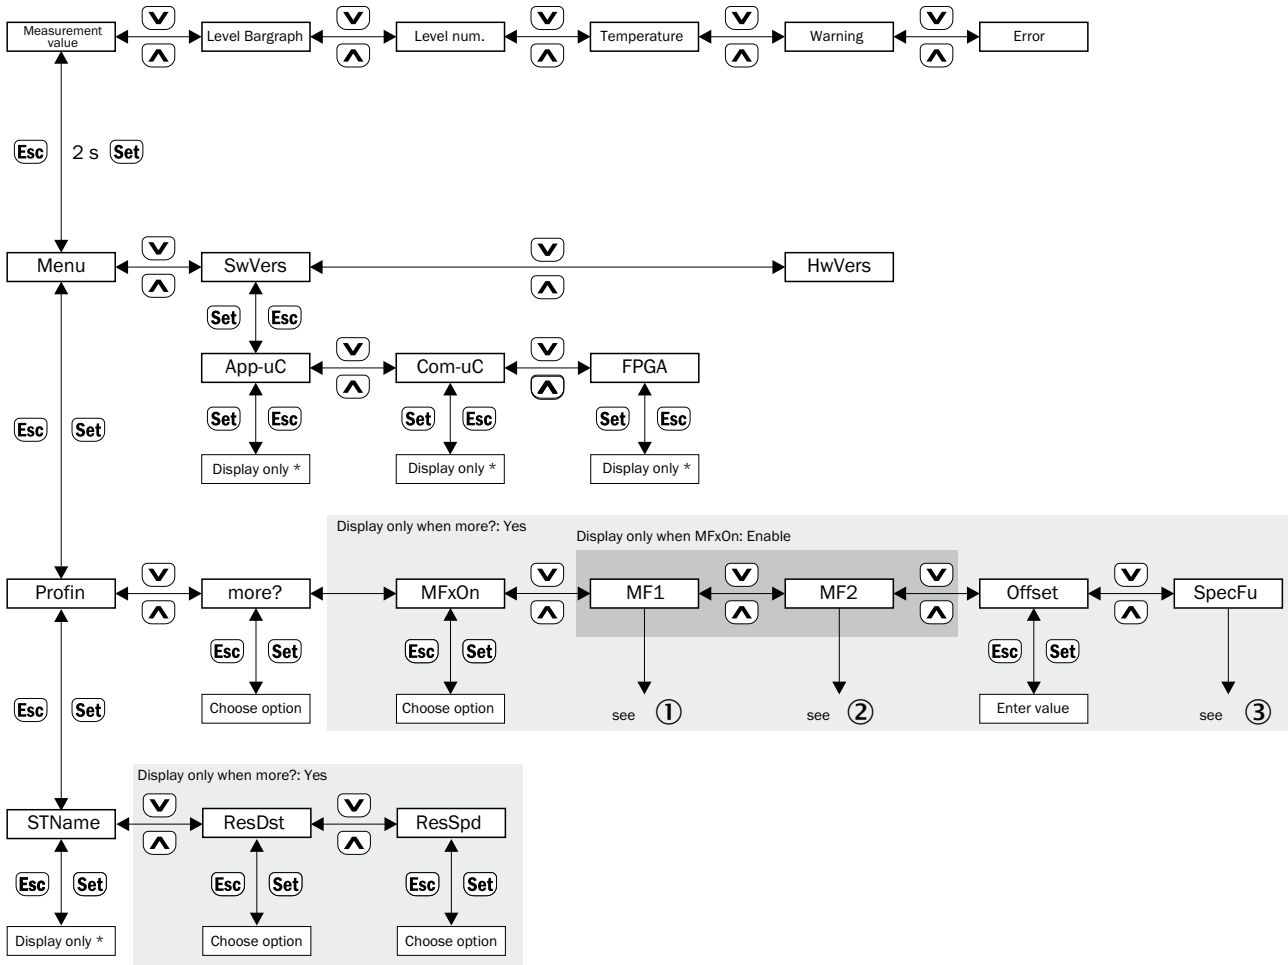 Measurement
value
Level Bargraph
Level num.
Temperature
Warning
Error
Esc 2 s Set
Menu
SwVers
HwVers
Set Esc
App-uC
Com-uC
FPGA
Esc Set
Set Esc
Set Esc
Set Esc
Display only *
Display only *
Display only *
Display only when more?: Yes
Display only when MFxOn: Enable
Profin
more?
MFxOn
MF1
MF2
Offset
SpecFu
Esc Set
Esc Set
Esc Set
Esc Set
Choose option
Choose option
see ①
see ②
Enter value
see ③
Display only when more?: Yes
STName
ResDst
ResSpd
Esc Set
Esc Set
Esc Set
Display only *
Choose option
Choose option